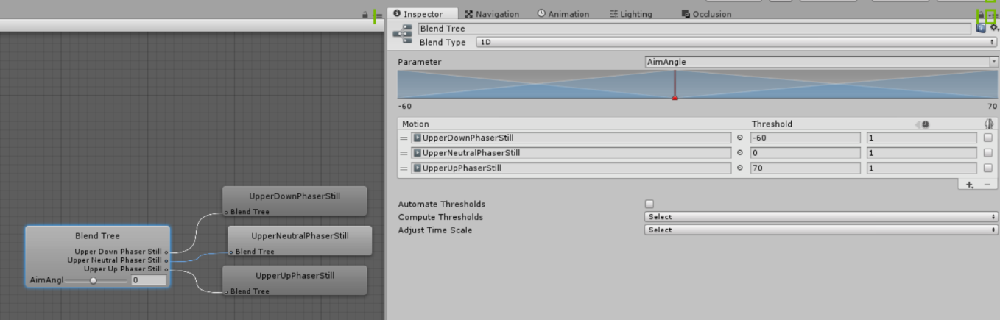 Inspector Navigation Animation Lighting Occlusion
Blend Tree
Blend Type 1D
Parameter AimAngle
-60 70
Motion Threshold
UpperDownPhaserStill -60 1
UpperNeutralPhaserStill 0 1
UpperUpPhaserStill 70 1
+ -
Automate Thresholds
Compute Thresholds Select
Adjust Time Scale Select
UpperDownPhaserStill
Blend Tree
Blend Tree
Upper Down Phaser Still
Upper Neutral Phaser Still
Upper Up Phaser Still
AimAngl 0
UpperNeutralPhaserStill
Blend Tree
UpperUpPhaserStill
Blend Tree